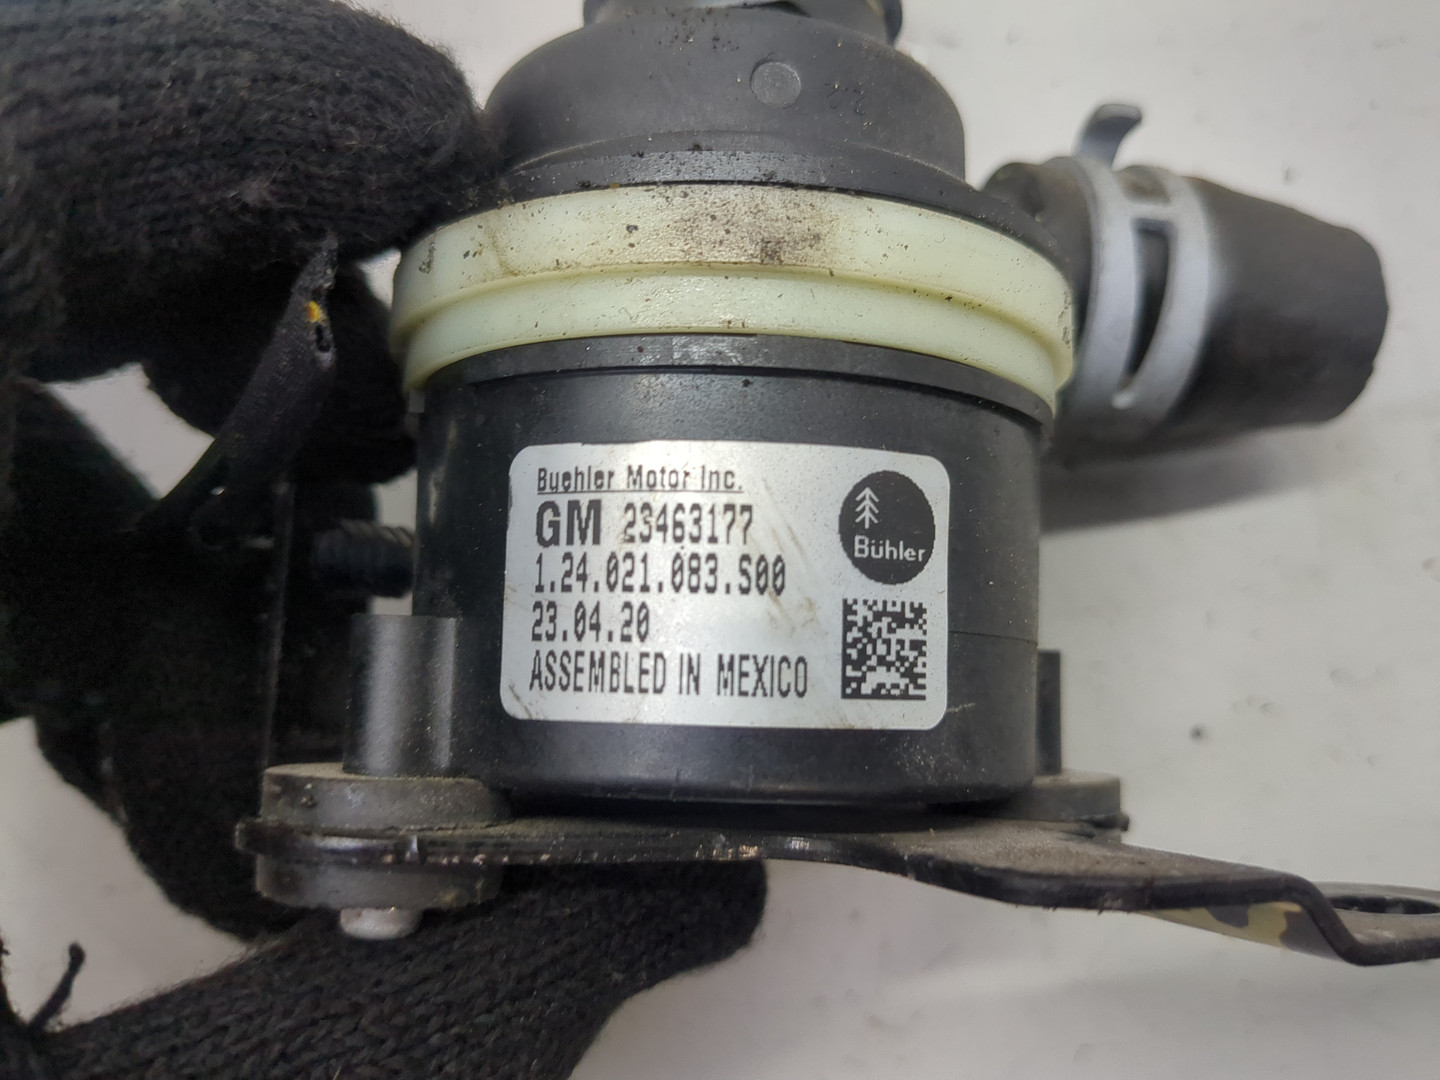 Buehler Motor Inc.
GM 23463177
1.24.021.083.S00
23.04.20
ASSEMBLED IN MEXICO
Bühler